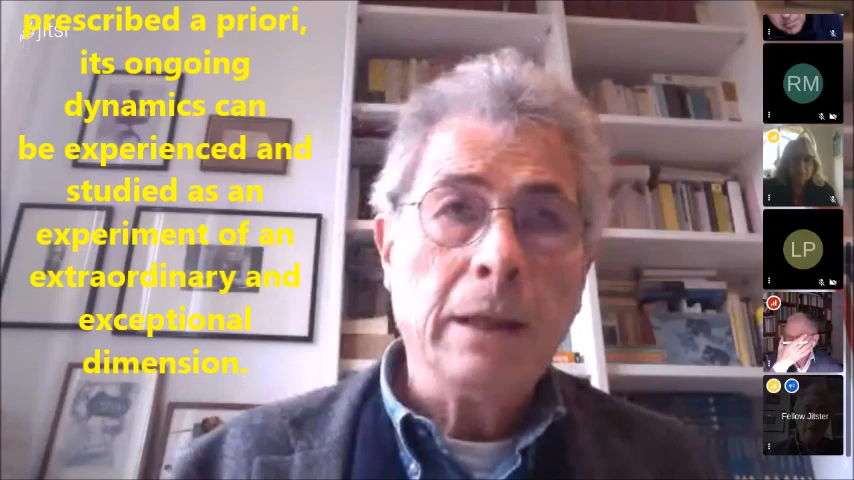 prescribed a priori,
its ongoing
dynamics can
be experienced and
studied as an
experiment of an
extraordinary and
exceptional
dimension.
Jitsi
RM
LP
Fellow Jitster